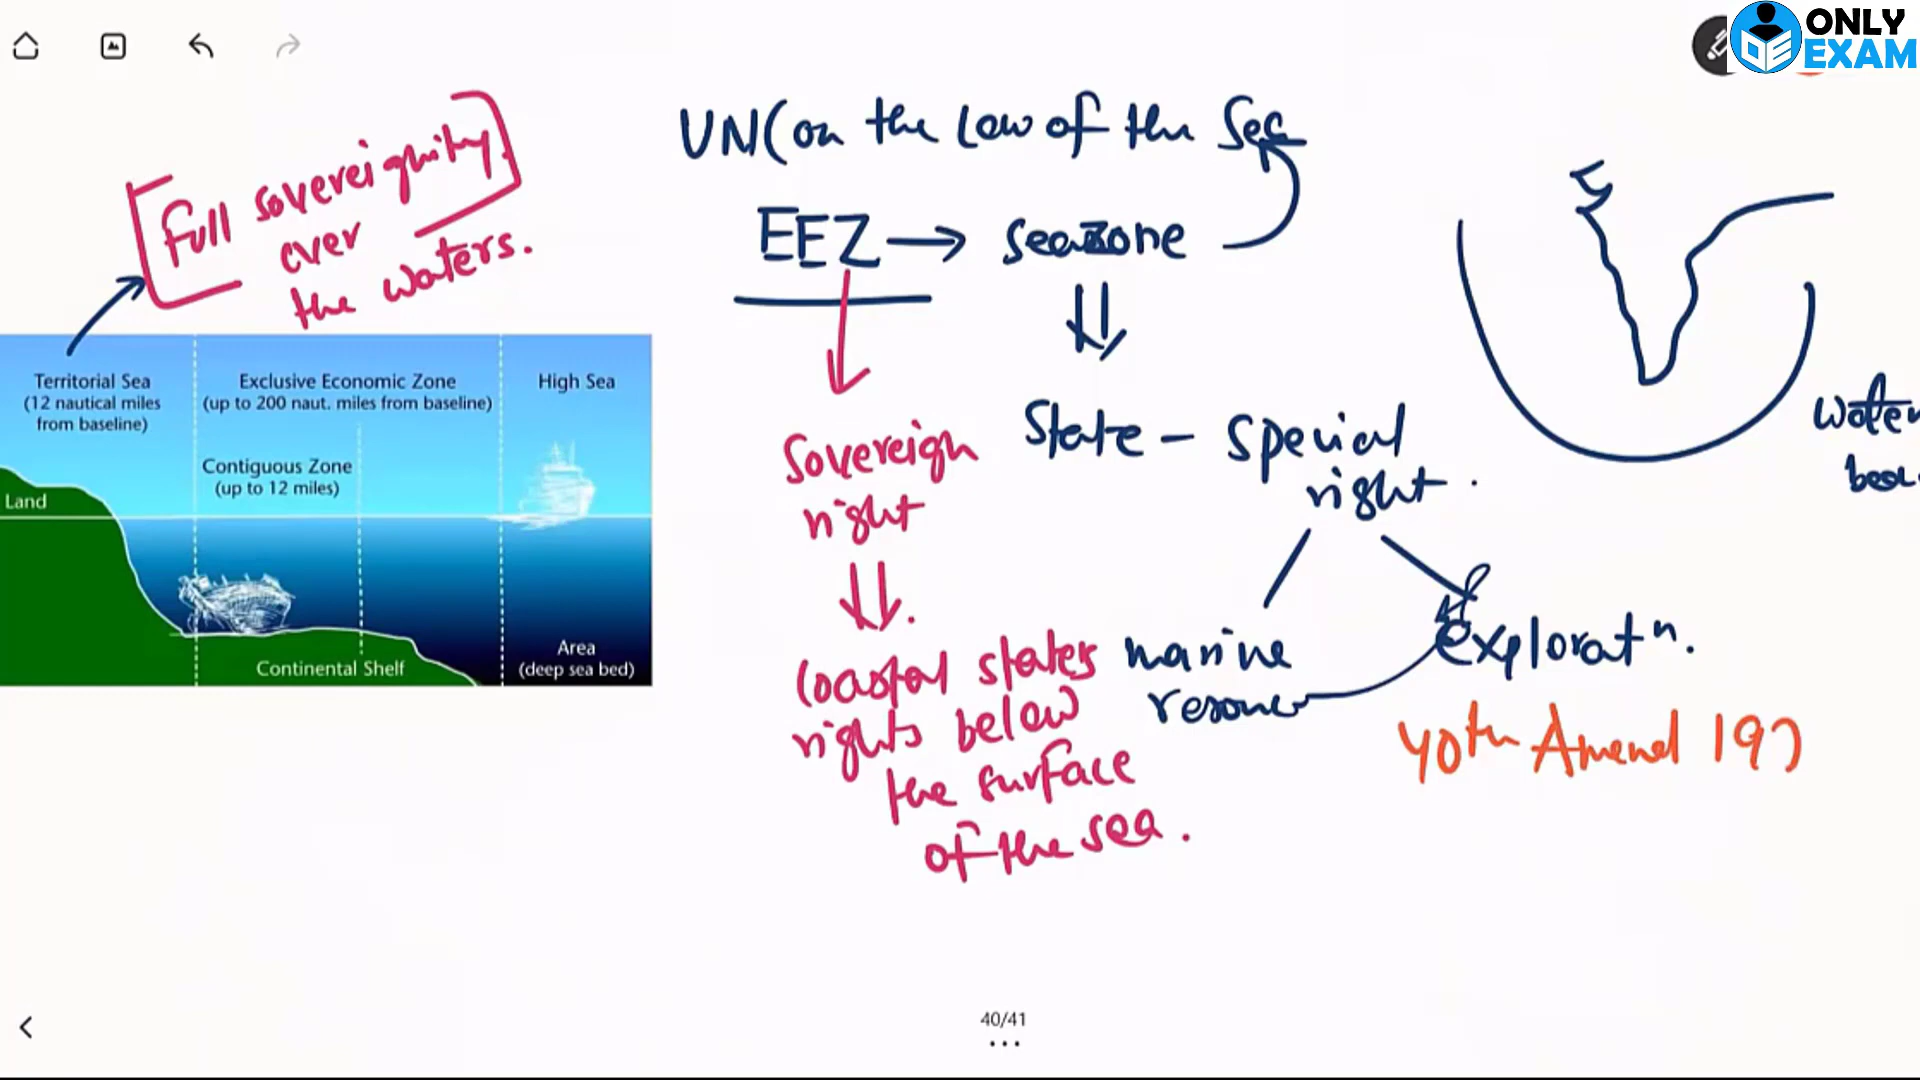 ONLY
EXAM
UN(on the Law of the Sea
Full sovereignity
over
the waters.
EEZ → seazone
Territorial Sea
(12 nautical miles
from baseline)
Exclusive Economic Zone
(up to 200 naut. miles from baseline)
High Sea
Contiguous Zone
(up to 12 miles)
Land
Continental Shelf
Area
(deep sea bed)
Sovereign
right
State - special
right.
Coastal states
rights below
the surface
of the sea.
marine
Exploratn.
40th Amend 197
water
40/41